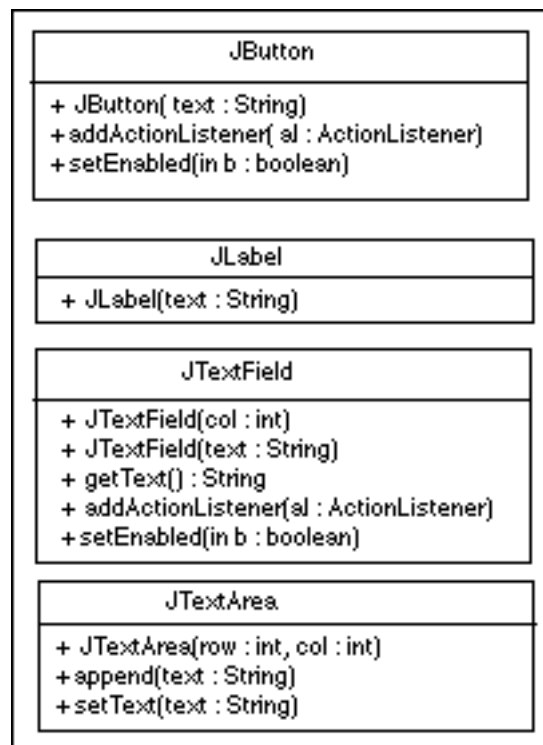 JButton
+ JButton( text : String)
+ addActionListener( al : ActionListener)
+ setEnabled(in b : boolean)
JLabel
+ JLabel(text : String)
JTextField
+ JTextField(col : int)
+ JTextField(text : String)
+ getText() : String
+ addActionListener(al : ActionListener)
+ setEnabled(in b : boolean)
JTextArea
+ JTextArea(row : int, col : int)
+ append(text : String)
+ setText(text : String)